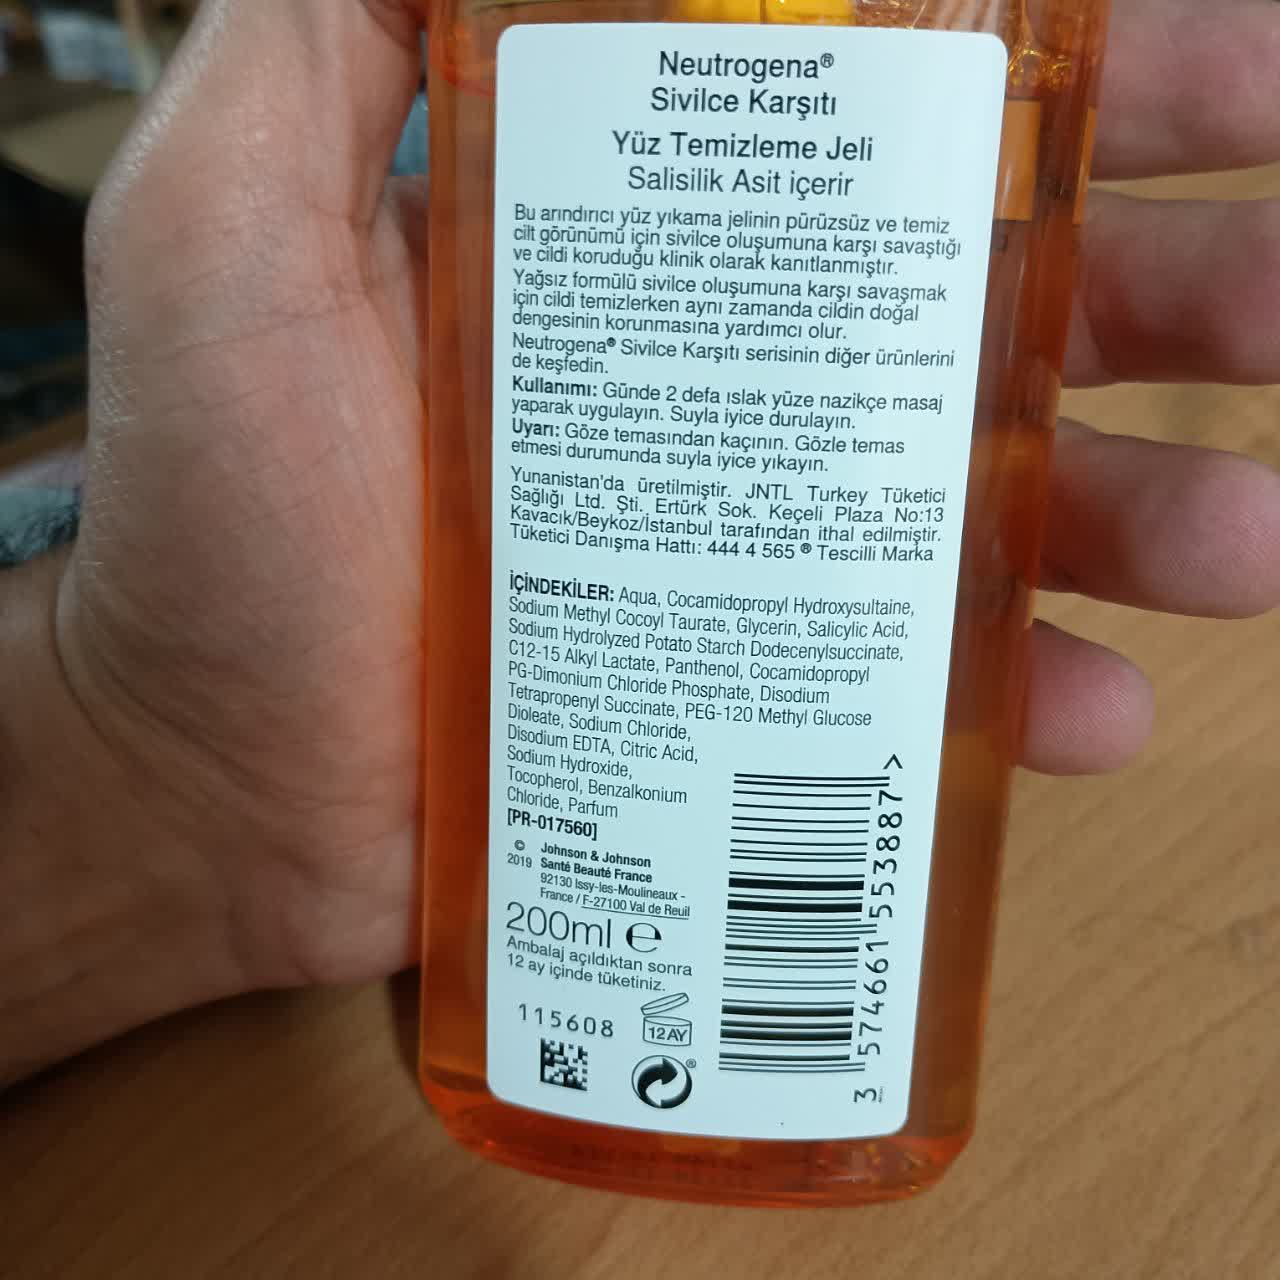 Neutrogena®
Sivilce Karşıtı
Yüz Temizleme Jeli
Salisilik Asit içerir
Bu arındırıcı yüz yıkama jelinin pürüzsüz ve temiz
cilt görünümü için sivilce oluşumuna karşı savaştığı
ve cildi koruduğu klinik olarak kanıtlanmıştır.
Yağsız formülü sivilce oluşumuna karşı savaşmak
için cildi temizlerken aynı zamanda cildin doğal
dengesinin korunmasına yardımcı olur.
Neutrogena® Sivilce Karşıtı serisinin diğer ürünlerini
de keşfedin.
Kullanımı: Günde 2 defa ıslak yüze nazikçe masaj
yaparak uygulayın. Suyla iyice durulayın.
Uyarı: Göze temasından kaçının. Gözle temas
etmesi durumunda suyla iyice yıkayın.
Yunanistan'da üretilmiştir. JNTL Turkey Tüketici
Sağlığı Ltd. Şti. Ertürk Sok. Keçeli Plaza No:13
Kavacık/Beykoz/İstanbul tarafından ithal edilmiştir.
Tüketici Danışma Hattı: 444 4 565 ® Tescilli Marka
İÇİNDEKİLER: Aqua, Cocamidopropyl Hydroxysultaine,
Sodium Methyl Cocoyl Taurate, Glycerin, Salicylic Acid,
Sodium Hydrolyzed Potato Starch Dodecenylsuccinate,
C12-15 Alkyl Lactate, Panthenol, Cocamidopropyl
PG-Dimonium Chloride Phosphate, Disodium
Tetrapropenyl Succinate, PEG-120 Methyl Glucose
Dioleate, Sodium Chloride,
Disodium EDTA, Citric Acid,
Sodium Hydroxide,
Tocopherol, Benzalkonium
Chloride, Parfum
[PR-017560]
© Johnson & Johnson
2019 Santé Beauté France
92130 Issy-les-Moulineaux -
France / F-27100 Val de Reuil
200ml e
Ambalaj açıldıktan sonra
12 ay içinde tüketiniz.
115608
12 AY
®
3 574661 553887 >